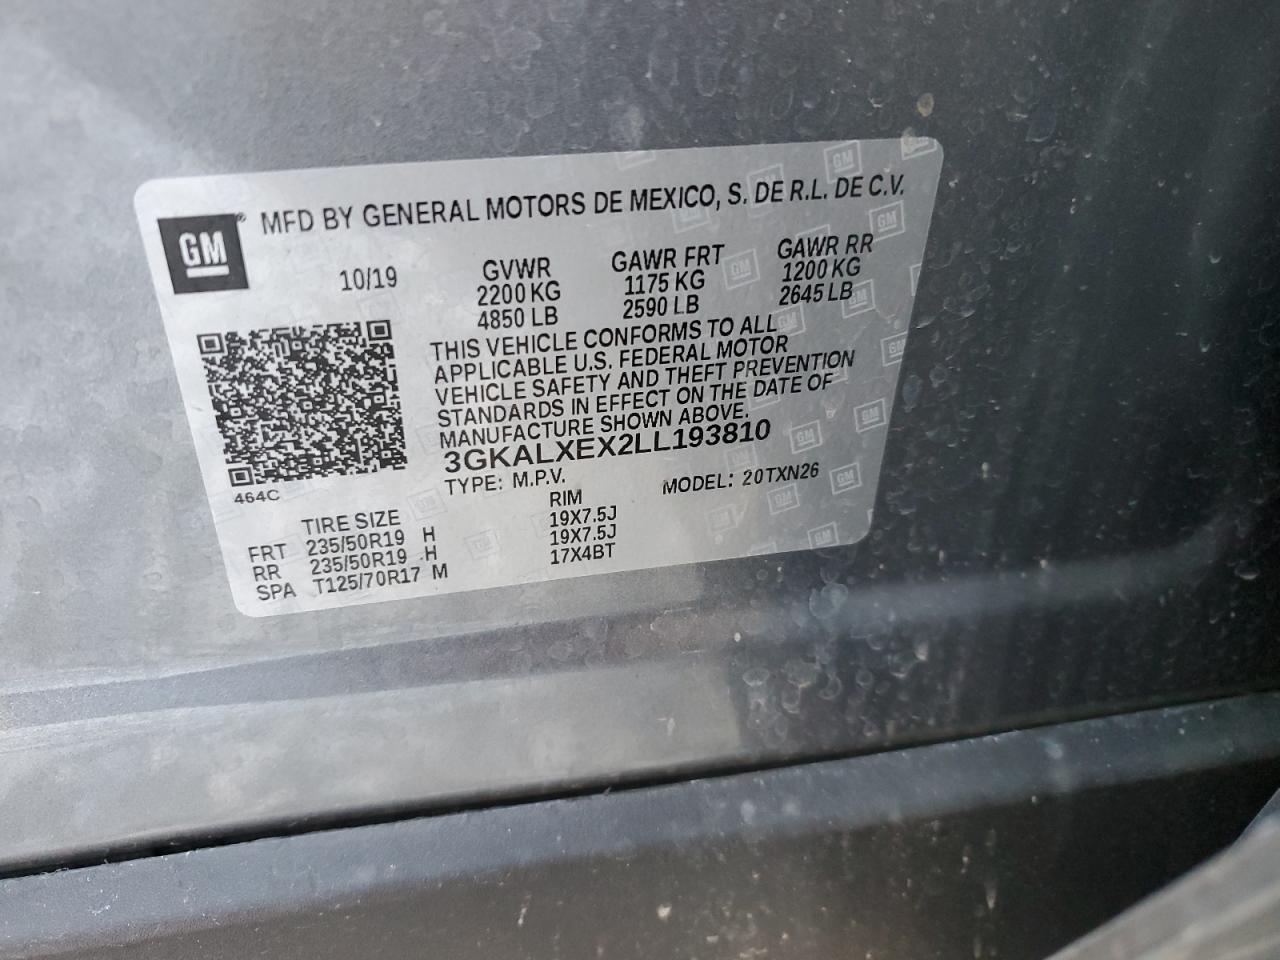 GM® MFD BY GENERAL MOTORS DE MEXICO, S. DE R.L. DE C.V.
10/19 GVWR GAWR FRT GAWR RR
2200 KG 1175 KG 1200 KG
4850 LB 2590 LB 2645 LB
THIS VEHICLE CONFORMS TO ALL
APPLICABLE U.S. FEDERAL MOTOR
VEHICLE SAFETY AND THEFT PREVENTION
STANDARDS IN EFFECT ON THE DATE OF
MANUFACTURE SHOWN ABOVE.
3GKALXEX2LL193810
464C TYPE: M.P.V. MODEL: 20TXN26
TIRE SIZE RIM
FRT 235/50R19 H 19X7.5J
RR 235/50R19 H 19X7.5J
SPA T125/70R17 M 17X4BT